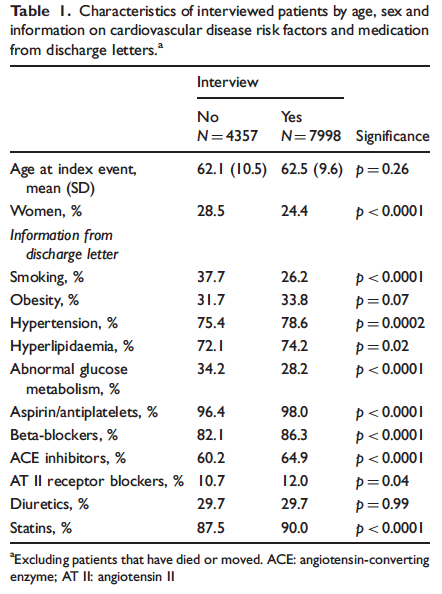 Table 1. Characteristics of interviewed patients by age, sex and
information on cardiovascular disease risk factors and medication
from discharge letters.a
Interview
No Yes
N = 4357 N = 7998 Significance
Age at index event, 62.1 (10.5) 62.5 (9.6) p = 0.26
mean (SD)
Women, % 28.5 24.4 p < 0.0001
Information from
discharge letter
Smoking, % 37.7 26.2 p < 0.0001
Obesity, % 31.7 33.8 p = 0.07
Hypertension, % 75.4 78.6 p = 0.0002
Hyperlipidaemia, % 72.1 74.2 p = 0.02
Abnormal glucose 34.2 28.2 p < 0.0001
metabolism, %
Aspirin/antiplatelets, % 96.4 98.0 p < 0.0001
Beta-blockers, % 82.1 86.3 p < 0.0001
ACE inhibitors, % 60.2 64.9 p < 0.0001
AT II receptor blockers, % 10.7 12.0 p = 0.04
Diuretics, % 29.7 29.7 p = 0.99
Statins, % 87.5 90.0 p < 0.0001
aExcluding patients that have died or moved. ACE: angiotensin-converting
enzyme; AT II: angiotensin II